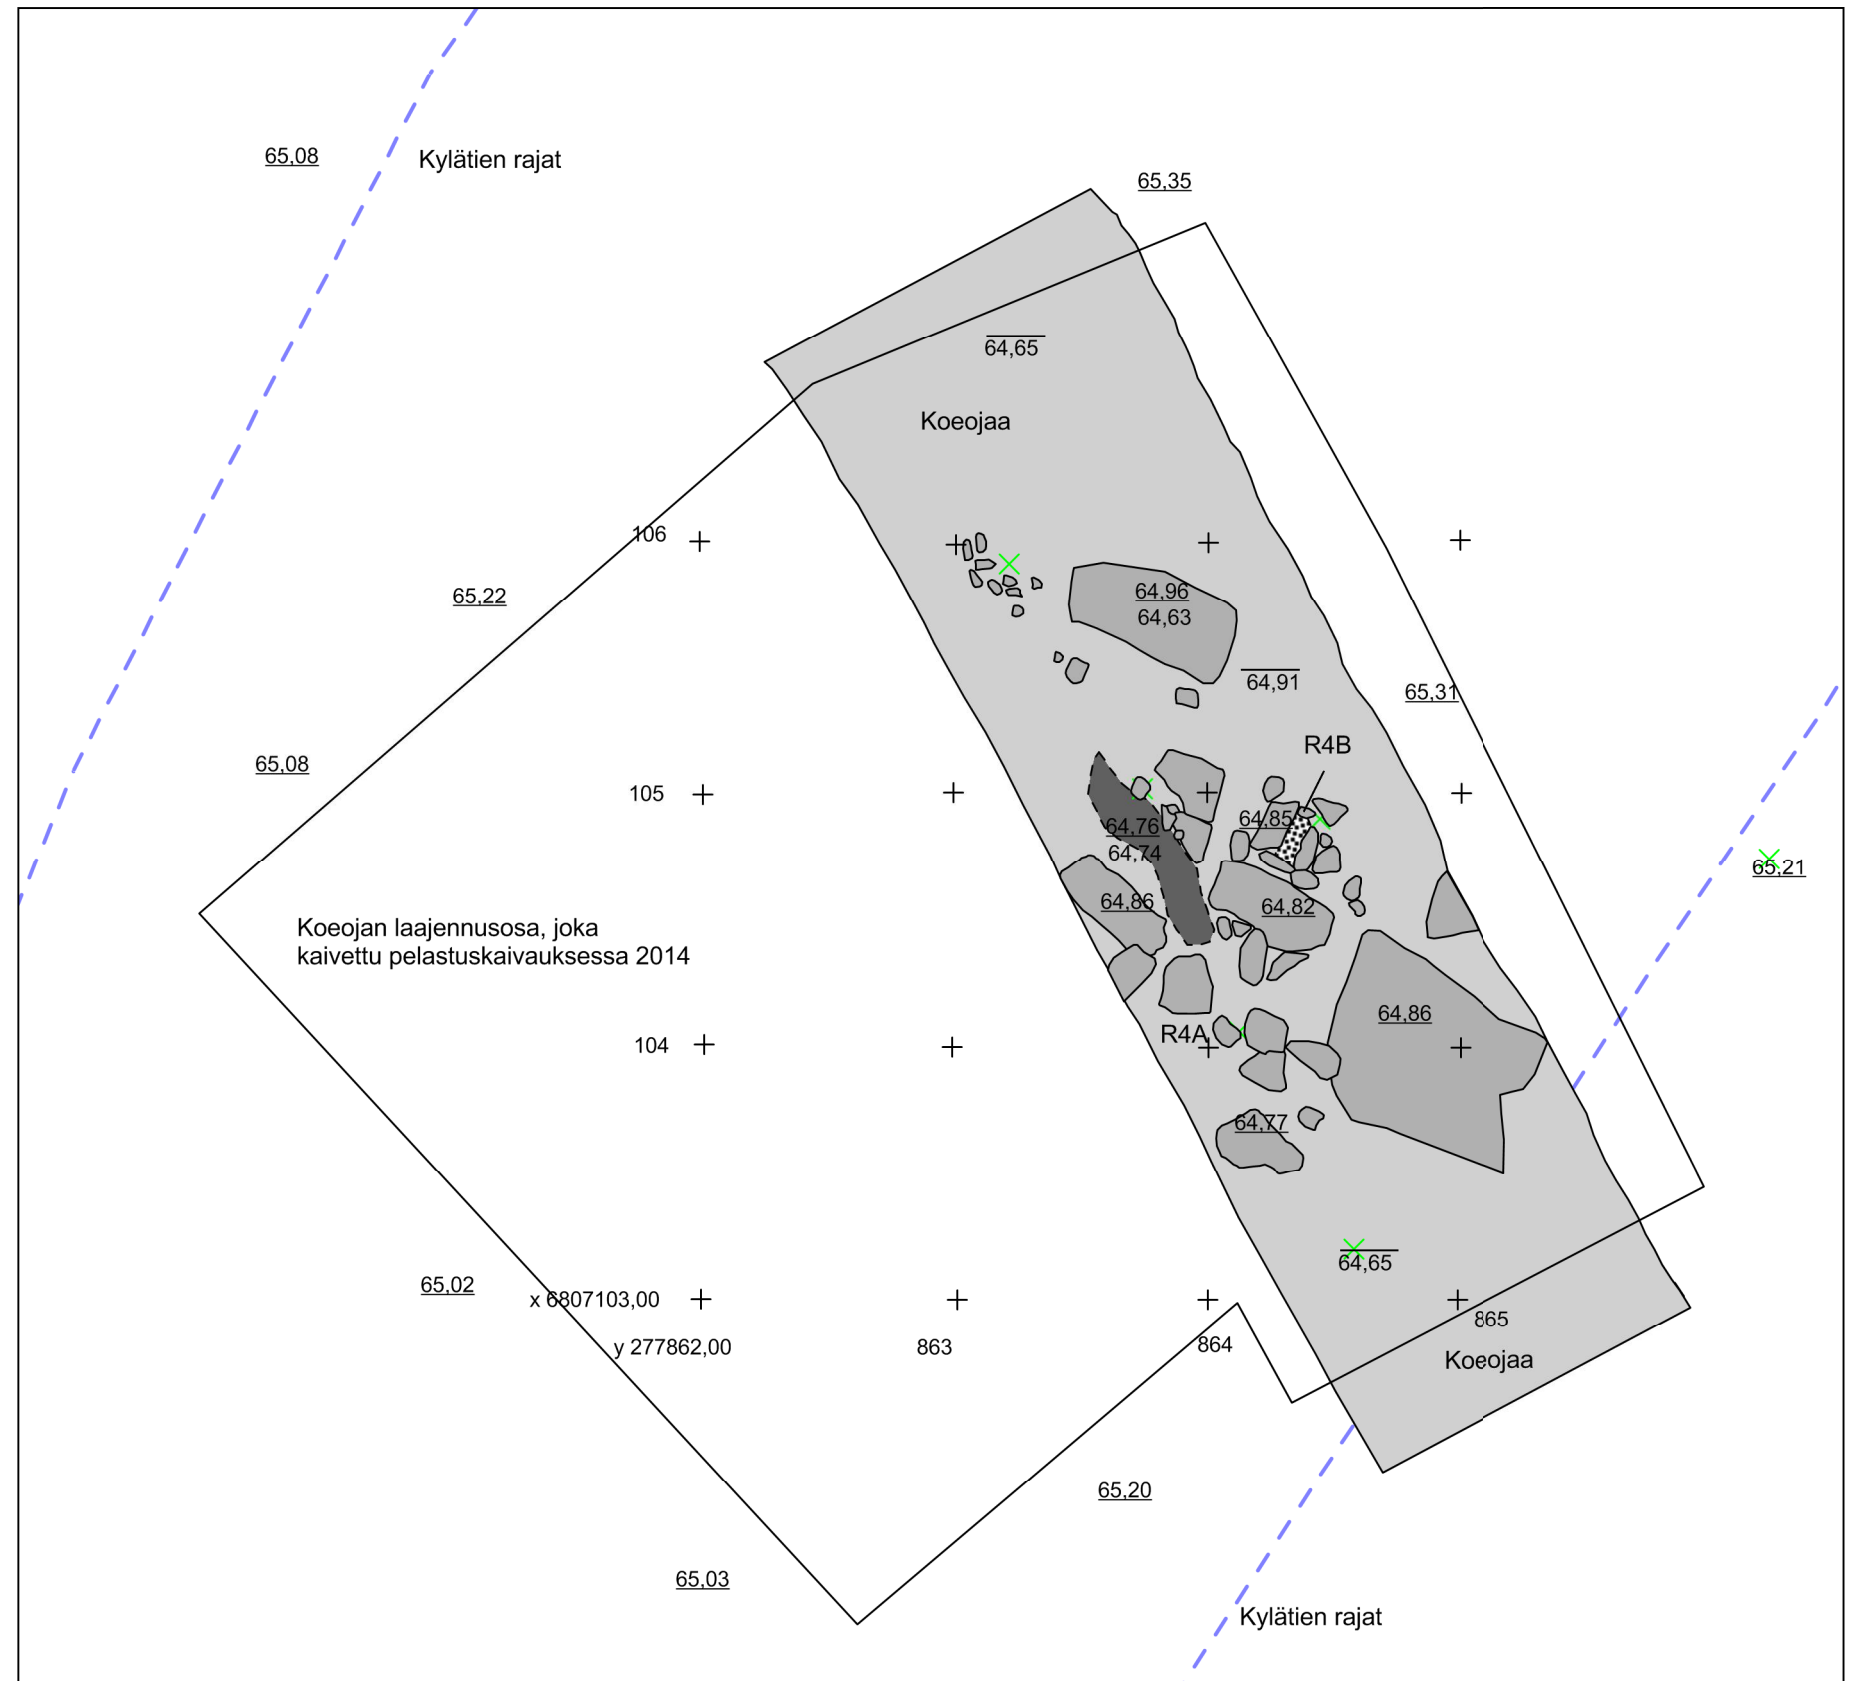 65,08
Kylätien rajat
65,35
64,65
Koeojaa
106
65,22
64,96
64,63
64,91
65,31
R4B
65,08
105
64,85
64,76
64,74
65,21
64,86
64,82
Koeojan laajennusosa, joka
kaivettu pelastuskaivauksessa 2014
64,86
R4A
104
64,77
64,65
65,02
x 6807103,00
865
y 277862,00
863
864
Koeojaa
65,20
65,03
Kylätien rajat